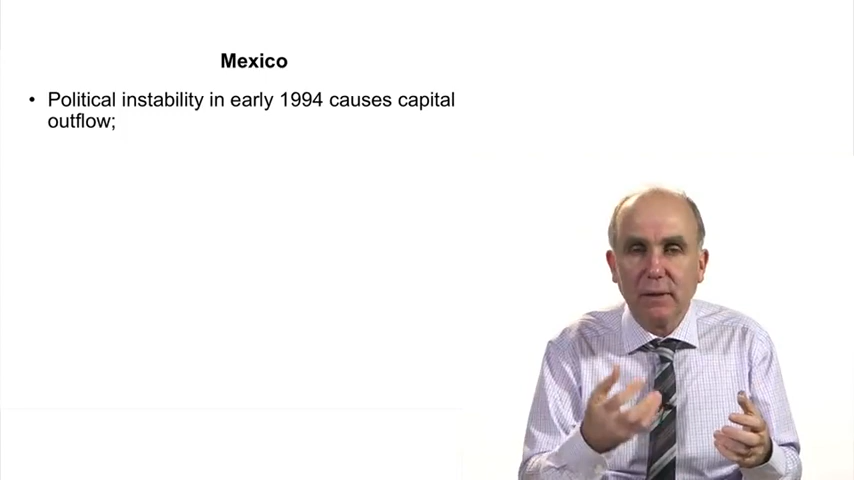 Mexico
• Political instability in early 1994 causes capital
outflow;